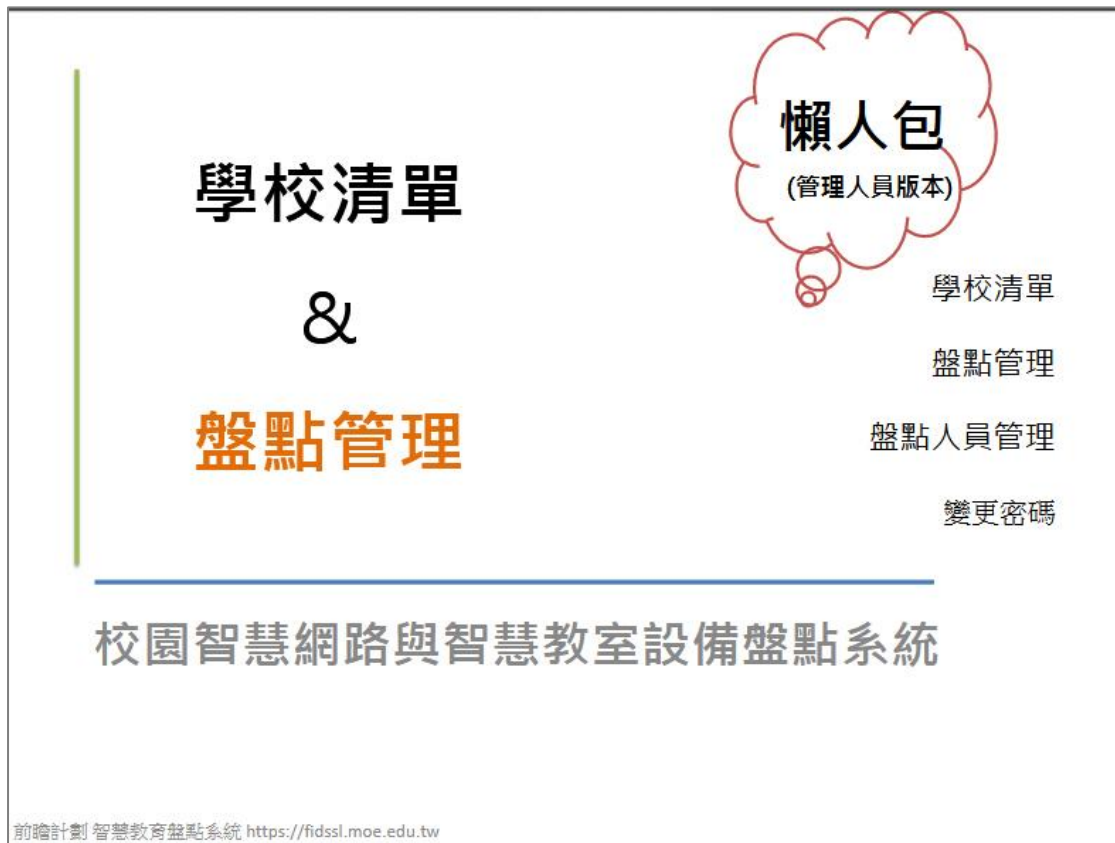 懶人包
(管理人員版本)
學校清單
&
盤點管理
學校清單
盤點管理
盤點人員管理
變更密碼
校園智慧網路與智慧教室設備盤點系統
前瞻計劃 智慧教育盤點系統 https://fidssl.moe.edu.tw